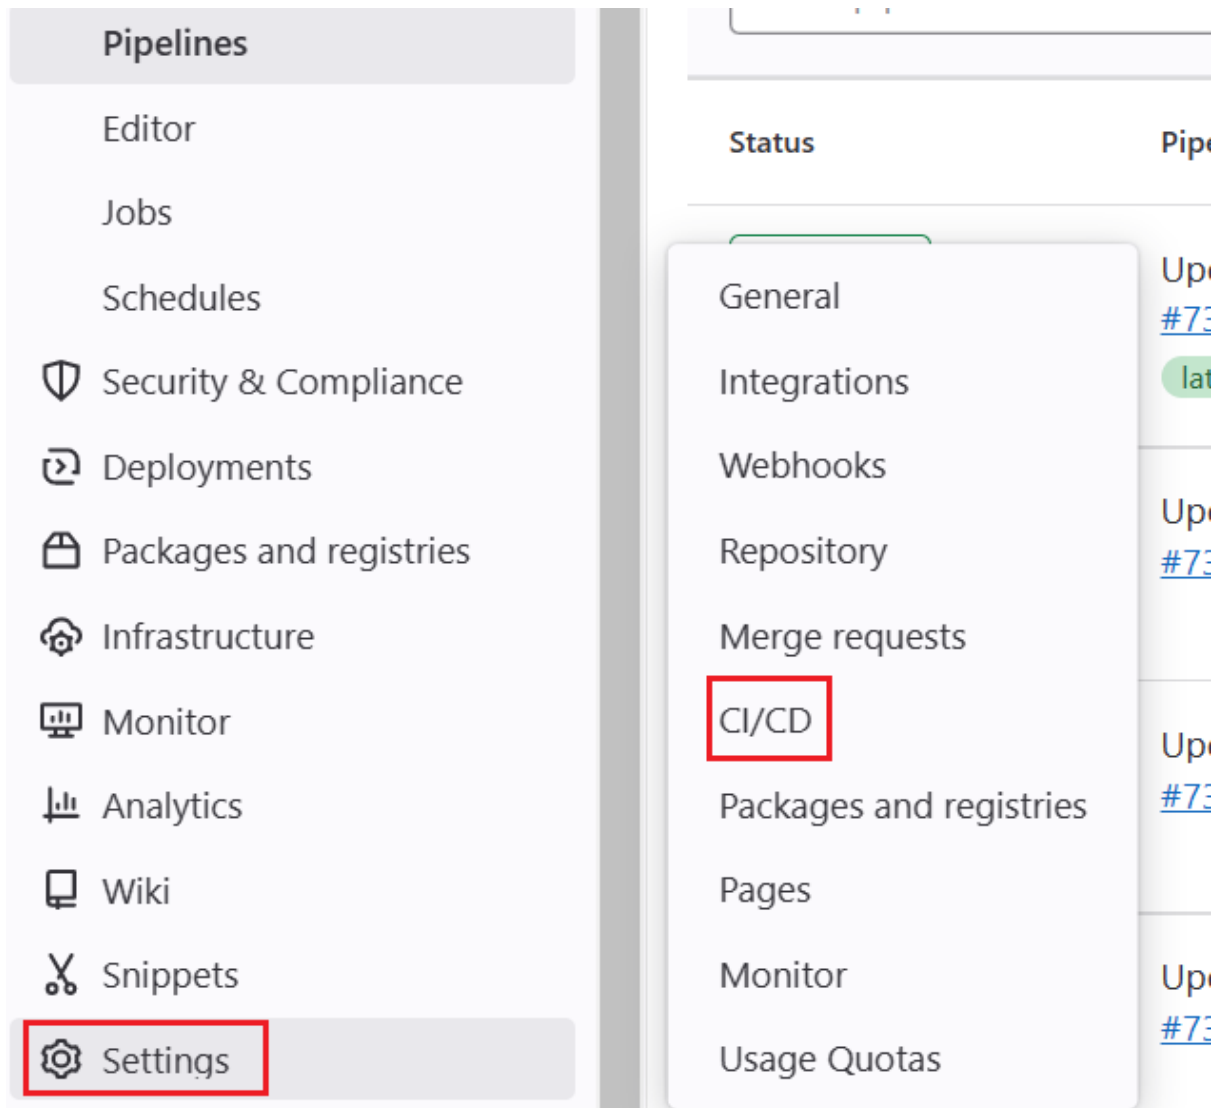 Pipelines
Editor
Jobs
Schedules
Security & Compliance
Deployments
Packages and registries
Infrastructure
Monitor
Analytics
Wiki
Snippets
Settings
Status
General
Integrations
Webhooks
Repository
Merge requests
CI/CD
Packages and registries
Pages
Monitor
Usage Quotas